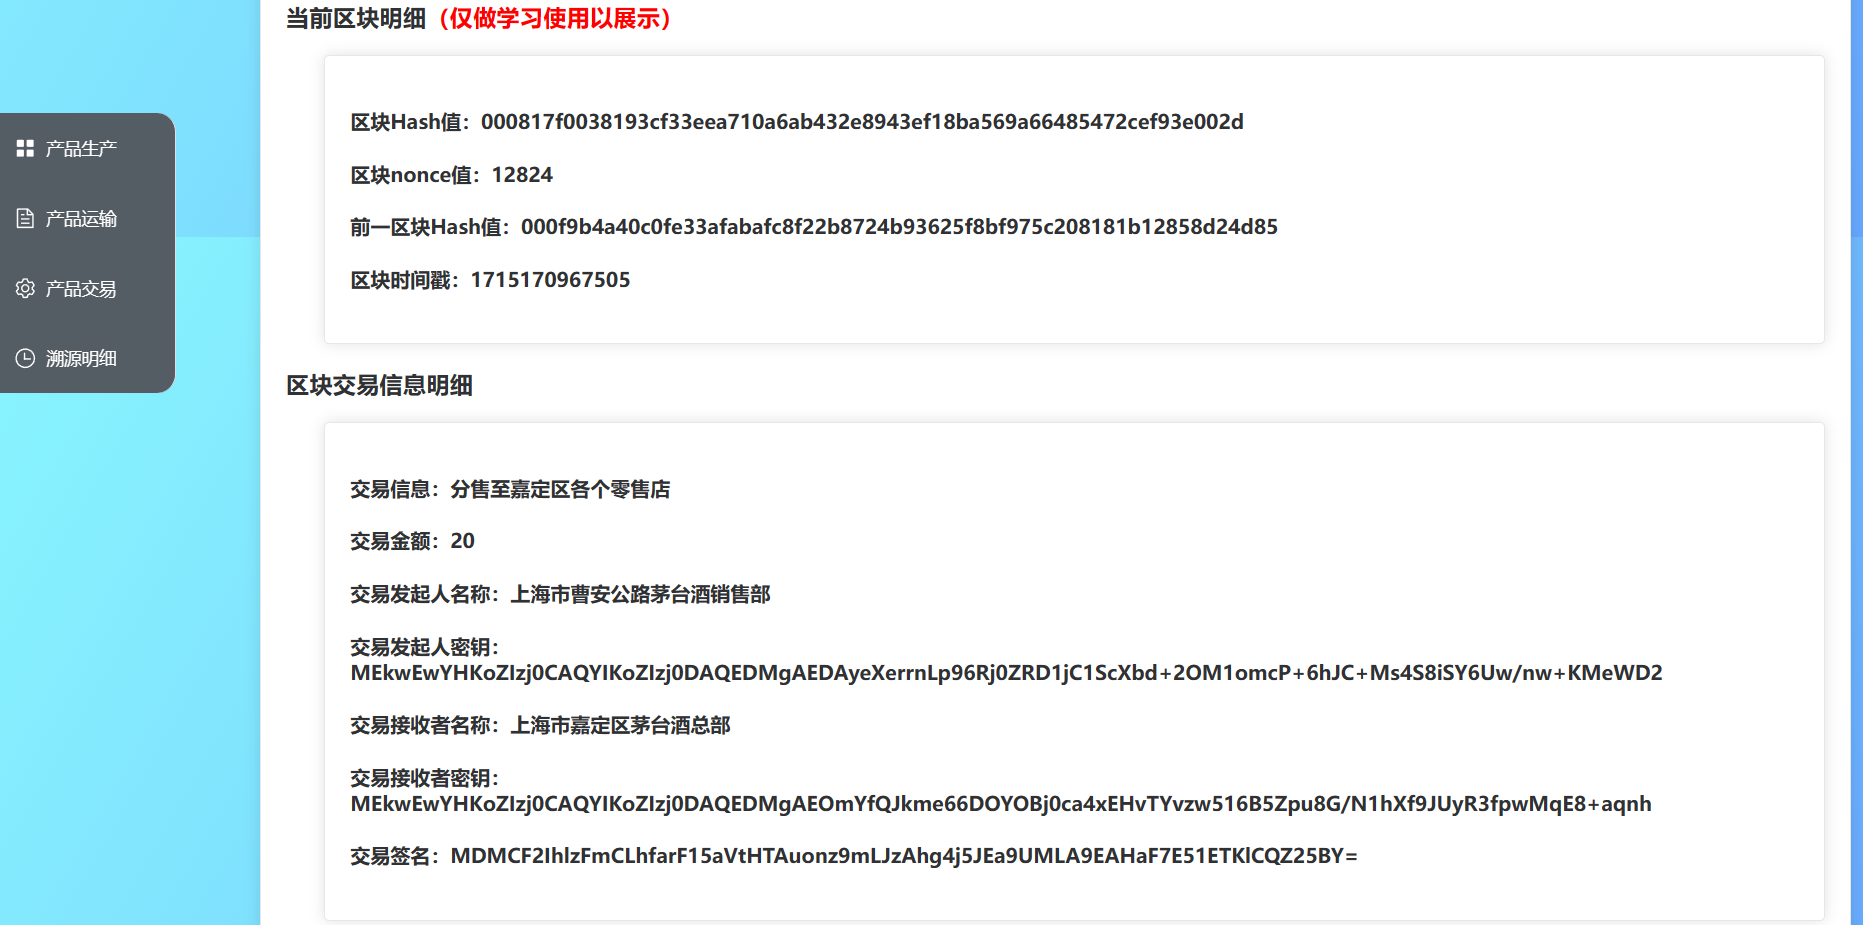 当前区块明细（仅做学习使用以展示）
区块Hash值：000817f0038193cf33eea710a6ab432e8943ef18ba569a66485472cef93e002d
区块nonce值：12824
前一区块Hash值：000f9b4a40c0fe33afabafc8f22b8724b93625f8bf975c208181b12858d24d85
区块时间戳：1715170967505
产品生产
产品运输
产品交易
溯源明细
区块交易信息明细
交易信息：分售至嘉定区各个零售店
交易金额：20
交易发起人名称：上海市曹安公路茅台酒销售部
交易发起人密钥：
MEkwEwYHKoZIzj0CAQYIKoZIzj0DAQEDMgAEDAyeXerrnLp96Rj0ZRD1jC1ScXbd+2OM1omcP+6hJC+Ms4S8iSY6Uw/nw+KMeWD2
交易接收者名称：上海市嘉定区茅台酒总部
交易接收者密钥：
MEkwEwYHKoZIzj0CAQYIKoZIzj0DAQEDMgAEOmYfQJkme66DOYOBj0ca4xEHvTYvzw516B5Zpu8G/N1hXf9JUyR3fpwMqE8+aqnh
交易签名：MDMCF2IhlzFmCLhfarF15aVtHTAuonz9mLJzAhg4j5JEa9UMLA9EAHaF7E51ETKlCQZ25BY=